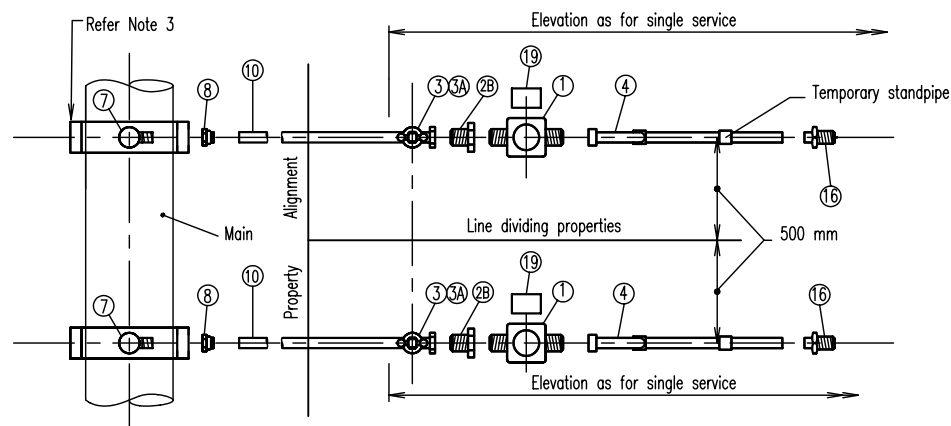 Elevation as for single service
Refer Note 3
19
10
3 3A 2B
1
4
7
8
Temporary standpipe
16
Alignment
Main
Line dividing properties
500 mm
Property
19
10
3 3A 2B
1
4
16
7
8
Elevation as for single service